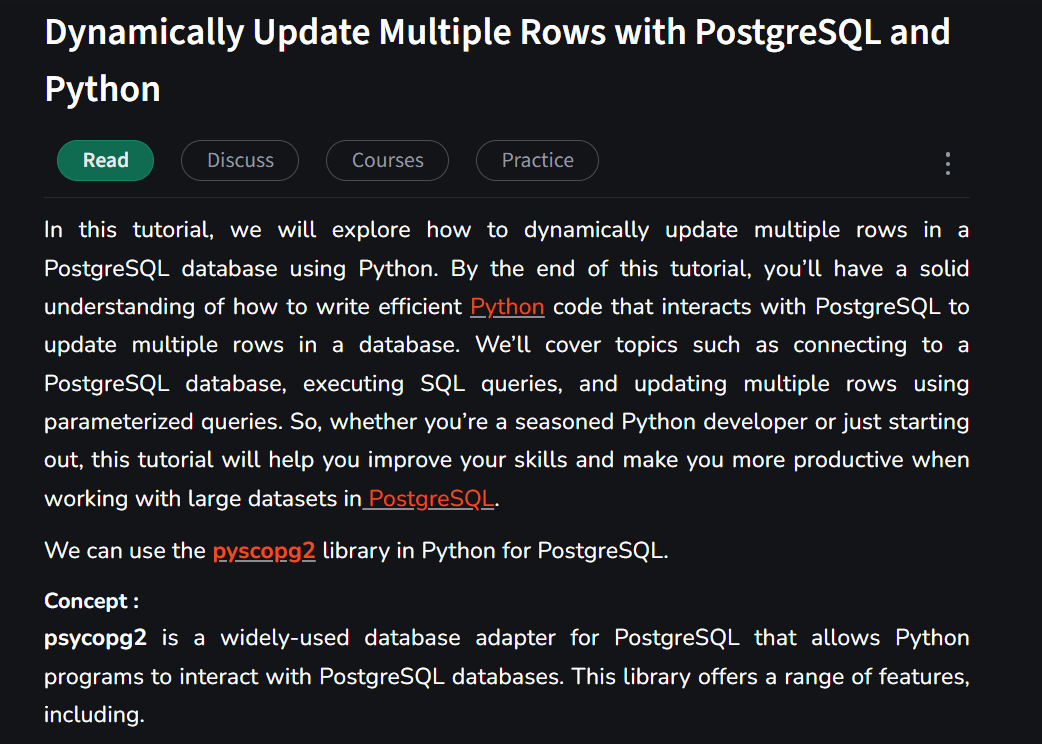 Dynamically Update Multiple Rows with PostgreSQL and
Python
Read Discuss Courses Practice
In this tutorial, we will explore how to dynamically update multiple rows in a
PostgreSQL database using Python. By the end of this tutorial, you’ll have a solid
understanding of how to write efficient Python code that interacts with PostgreSQL to
update multiple rows in a database. We’ll cover topics such as connecting to a
PostgreSQL database, executing SQL queries, and updating multiple rows using
parameterized queries. So, whether you’re a seasoned Python developer or just starting
out, this tutorial will help you improve your skills and make you more productive when
working with large datasets in PostgreSQL.
We can use the pyscopg2 library in Python for PostgreSQL.
Concept :
psycopg2 is a widely-used database adapter for PostgreSQL that allows Python
programs to interact with PostgreSQL databases. This library offers a range of features,
including.